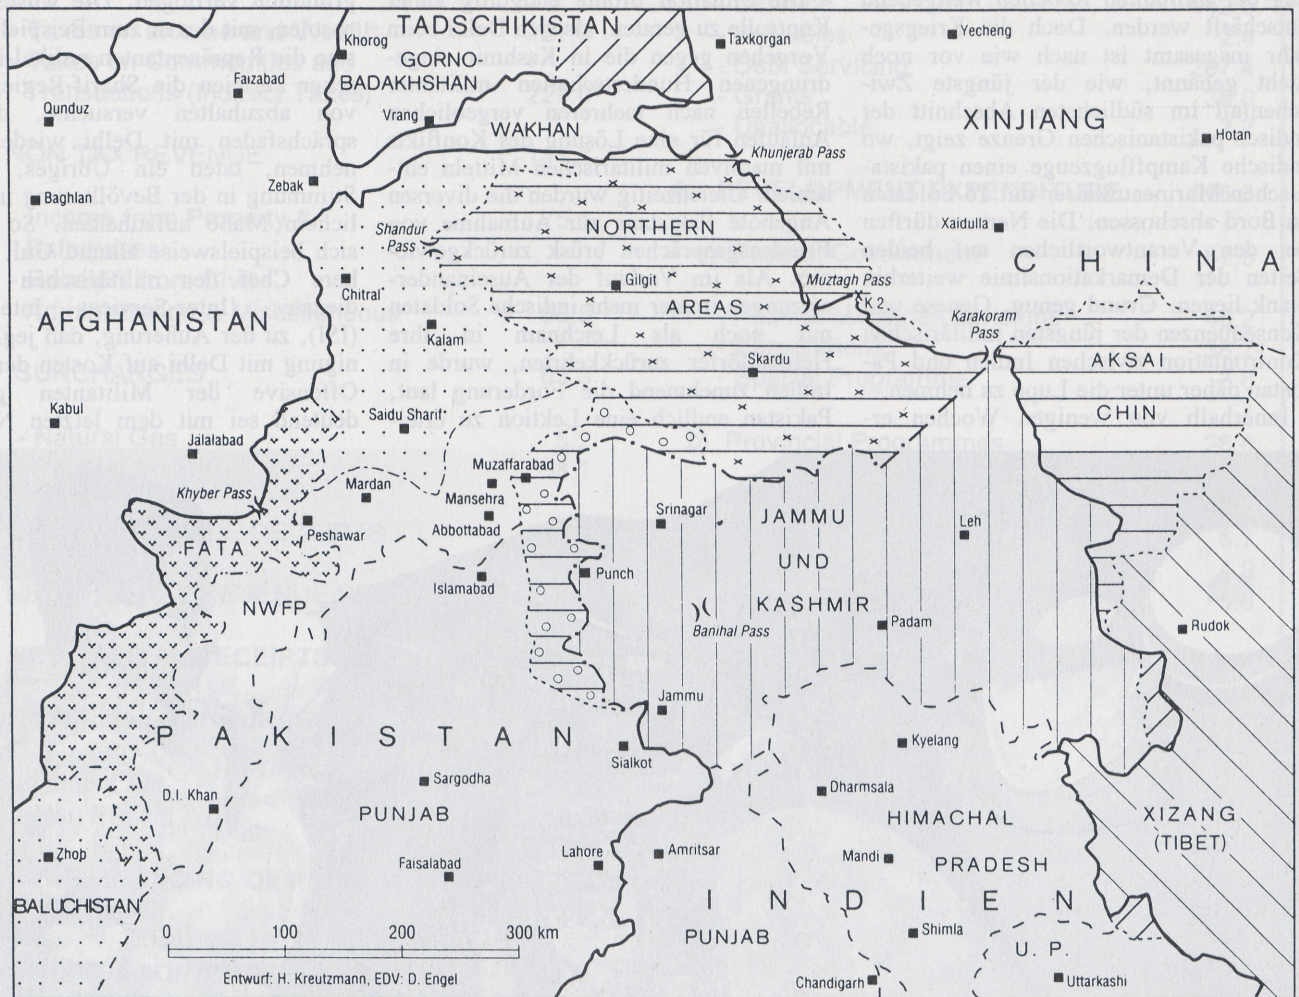 TADSCHIKISTAN
Khorog
Taxkorgan
Yecheng
GORNO-
BADAKHSHAN
Faizabad
Qunduz
Vrang
WAKHAN
XINJIANG
Hotan
Khunjerab Pass
Zebak
Baghlan
Shandur
Pass
NORTHERN
Xaidulla
C H I N A
Chitral
Gilgit
Muztagh Pass
K 2
AREAS
AFGHANISTAN
Kalam
Karakoram
Pass
Skardu
AKSAI
CHIN
Kabul
Saidu Sharif
Jalalabad
Muzaffarabad
Khyber Pass
Mardan
Mansehra
Abbottabad
Srinagar
JAMMU
UND
KASHMIR
Leh
Peshawar
FATA
Islamabad
Punch
NWFP
Banihal Pass
Padam
Rudok
Jammu
P A K I S T A N
Sialkot
Kyelang
Sargodha
Dharmsala
D.I. Khan
PUNJAB
HIMACHAL
XIZANG
(TIBET)
Zhob
Faisalabad
Lahore
Amritsar
Mandi
PRADESH
BALUCHISTAN
I N D I E N
Shimla
PUNJAB
U. P.
0 100 200 300 km
Entwurf: H. Kreutzmann, EDV: D. Engel
Chandigarh
Uttarkashi